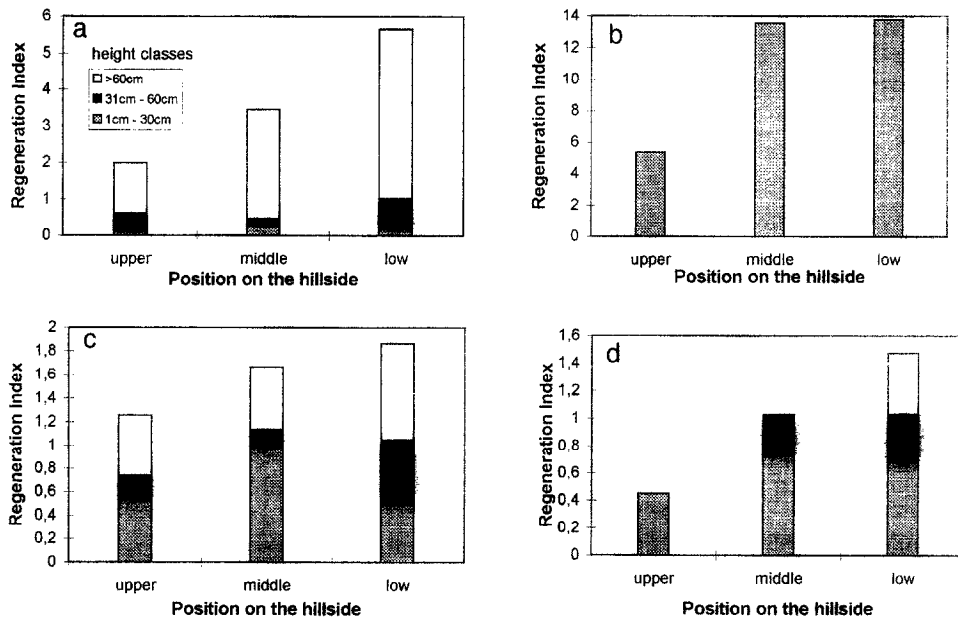 a
height classes
>60cm
31cm - 60cm
1cm - 30cm
Regeneration Index
6
5
4
3
2
1
0
upper middle low
Position on the hillside
b
Regeneration Index
14
12
10
8
6
4
2
0
upper middle low
Position on the hillside
c
Regeneration Index
2
1,8
1,6
1,4
1,2
1
0,8
0,6
0,4
0,2
0
upper middle low
Position on the hillside
d
Regeneration Index
1,6
1,4
1,2
1
0,8
0,6
0,4
0,2
0
upper middle low
Position on the hillside